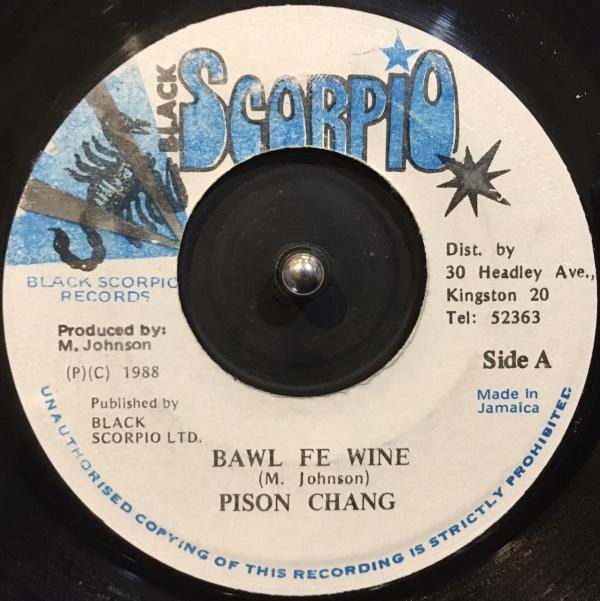 BLACK
SCORPIO
BLACK SCORPIO
RECORDS
Dist. by
30 Headley Ave.,
Kingston 20
Tel: 52363
Produced by:
M. Johnson
(P)(C) 1988
Side A
Made in
Jamaica
Published by
BLACK
SCORPIO LTD.
BAWL FE WINE
(M. Johnson)
PISON CHANG
UNAUTHORISED COPYING OF THIS RECORDING IS STRICTLY PROHIBITED